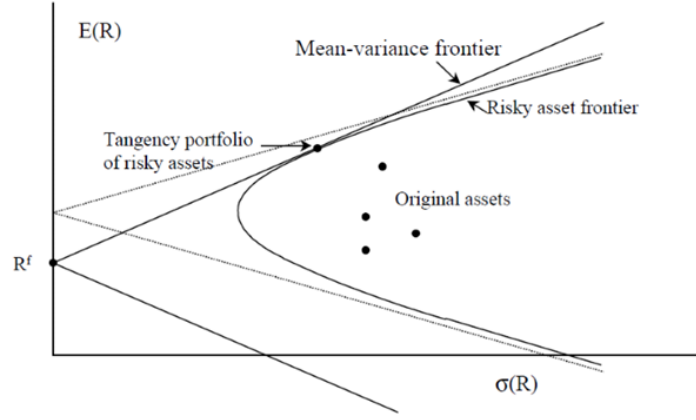 E(R)
Mean-variance frontier
Risky asset frontier
Tangency portfolio
of risky assets
Original assets
Rᶠ
σ(R)